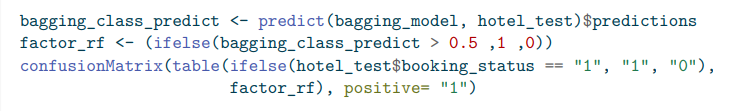 bagging_class_predict <- predict(bagging_model, hotel_test)$predictions
factor_rf <- (ifelse(bagging_class_predict > 0.5 ,1 ,0))
confusionMatrix(table(ifelse(hotel_test$booking_status == "1", "1", "0"),
factor_rf), positive= "1")